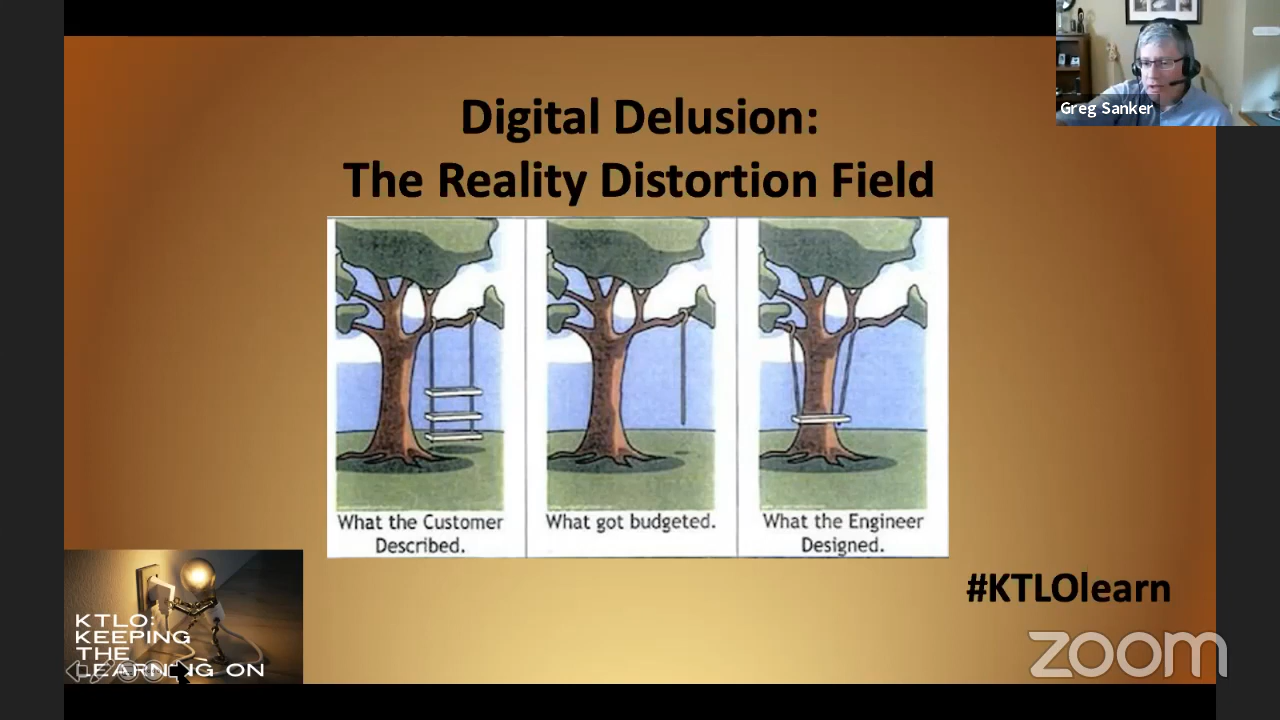 Digital Delusion:
The Reality Distortion Field
Greg Sanker
What the Customer
Described.
What got budgeted.
What the Engineer
Designed.
#KTLOlearn
KTLO:
KEEPING
THE
LEARNING ON
zoom